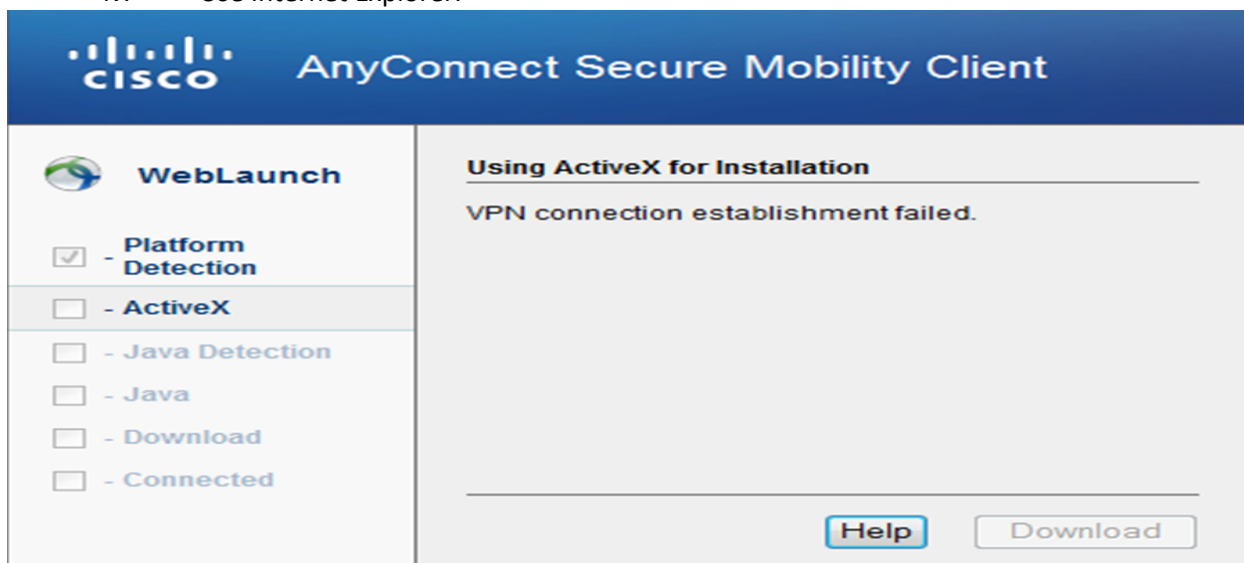 CISCO
AnyConnect Secure Mobility Client
WebLaunch
- Platform
Detection
- ActiveX
- Java Detection
- Java
- Download
- Connected
Using ActiveX for Installation
VPN connection establishment failed.
Help
Download